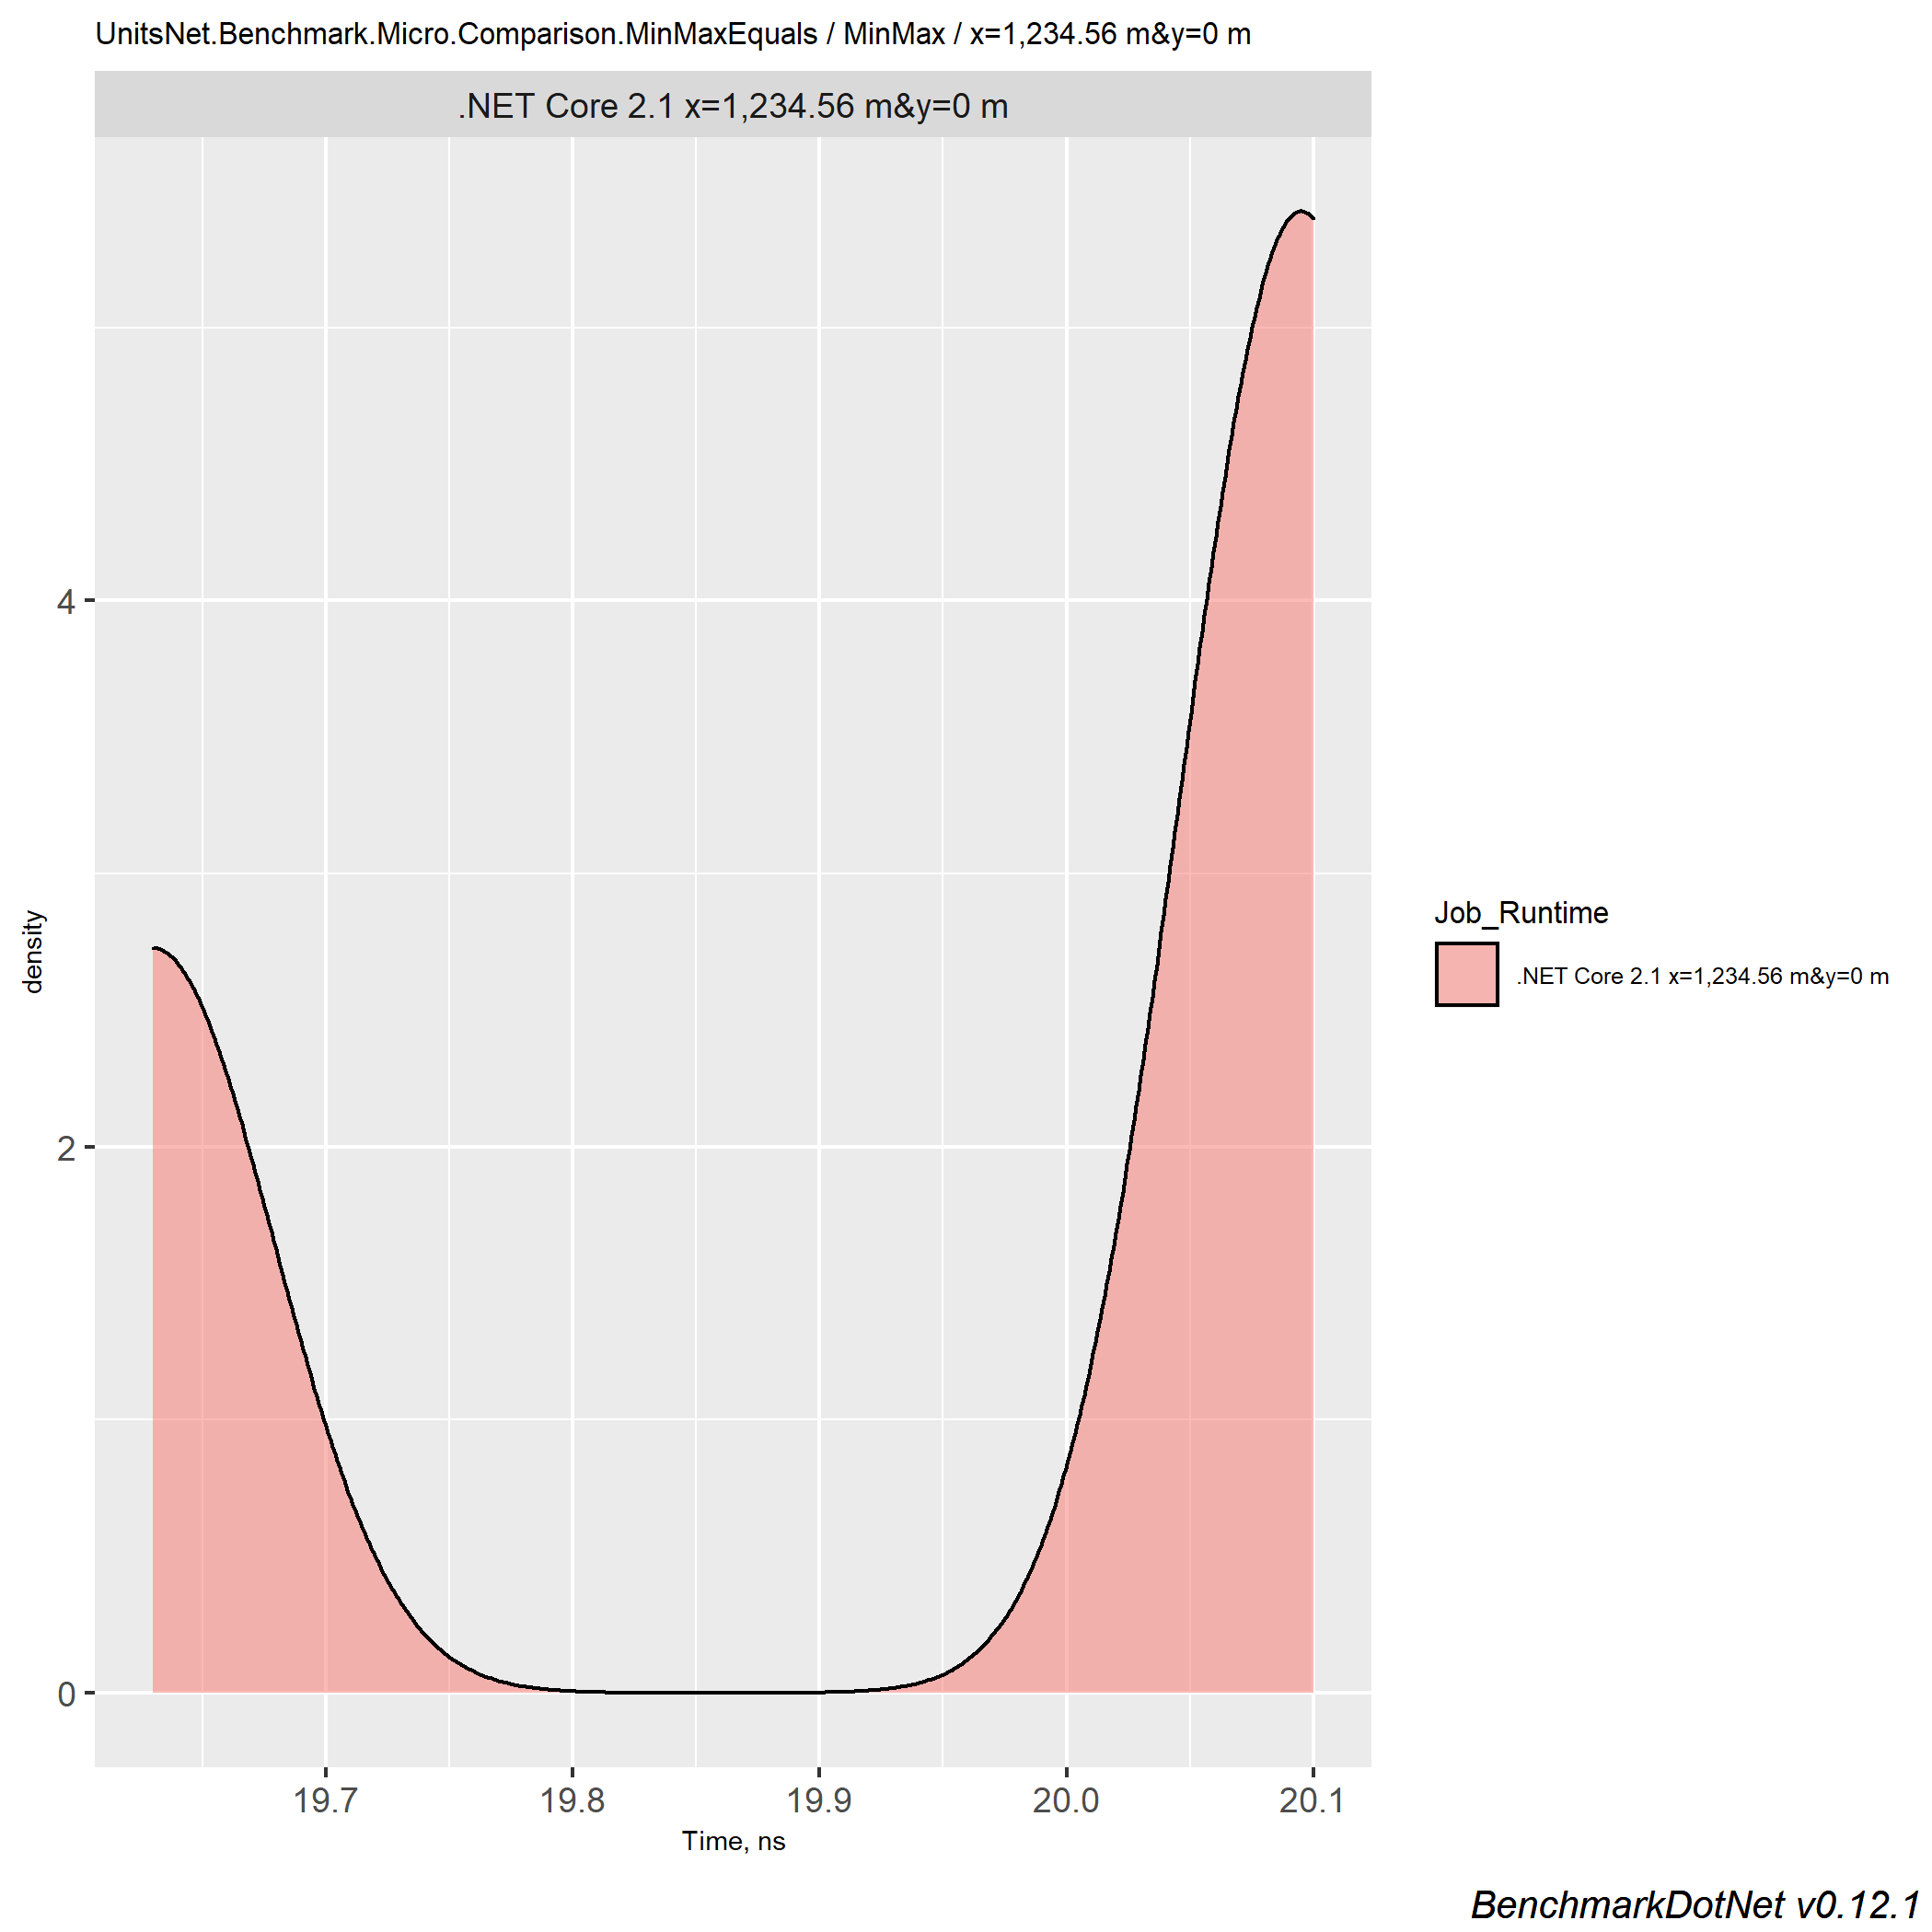 UnitsNet.Benchmark.Micro.Comparison.MinMaxEquals / MinMax / x=1,234.56 m&y=0 m
.NET Core 2.1 x=1,234.56 m&y=0 m
4
2
0
density
19.7 19.8 19.9 20.0 20.1
Time, ns
Job_Runtime
.NET Core 2.1 x=1,234.56 m&y=0 m
BenchmarkDotNet v0.12.1